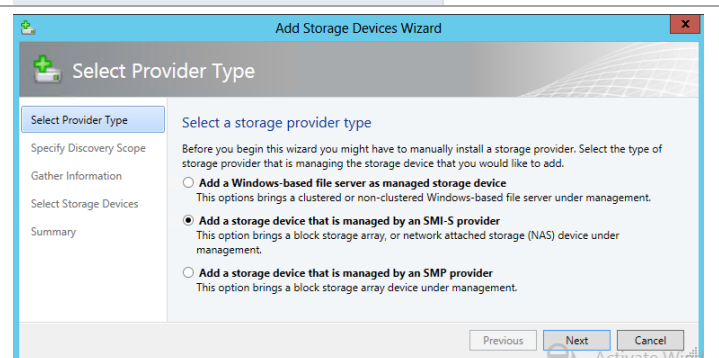 Add Storage Devices Wizard
x
Select Provider Type
Select Provider Type
Specify Discovery Scope
Gather Information
Select Storage Devices
Summary
Select a storage provider type
Before you begin this wizard you might have to manually install a storage provider. Select the type of
storage provider that is managing the storage device that you would like to add.
Add a Windows-based file server as managed storage device
This options brings a clustered or non-clustered Windows-based file server under management.
Add a storage device that is managed by an SMI-S provider
This option brings a block storage array, or network attached storage (NAS) device under
management.
Add a storage device that is managed by an SMP provider
This option brings a block storage array device under management.
Previous Next Cancel
Activate